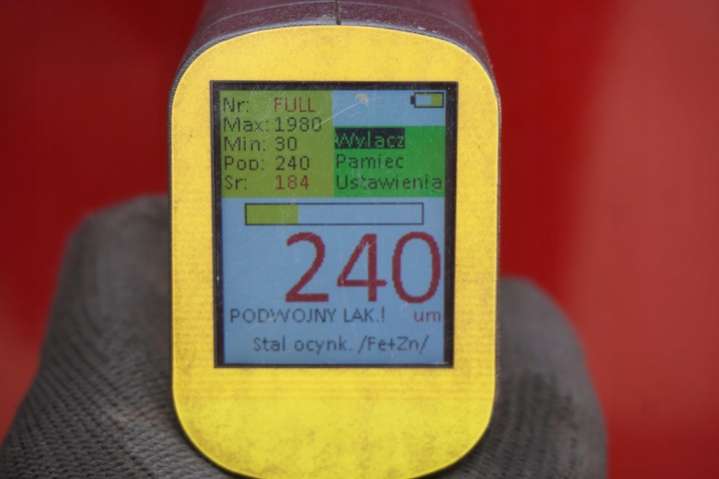 Nr: FULL
Max: 1980
Min: 30
Pop: 240
Sr: 184
Wylacz
Pamiec
Ustawienia
240
PODWOJNY LAK.! um
Stal ocynk. /Fe+Zn/